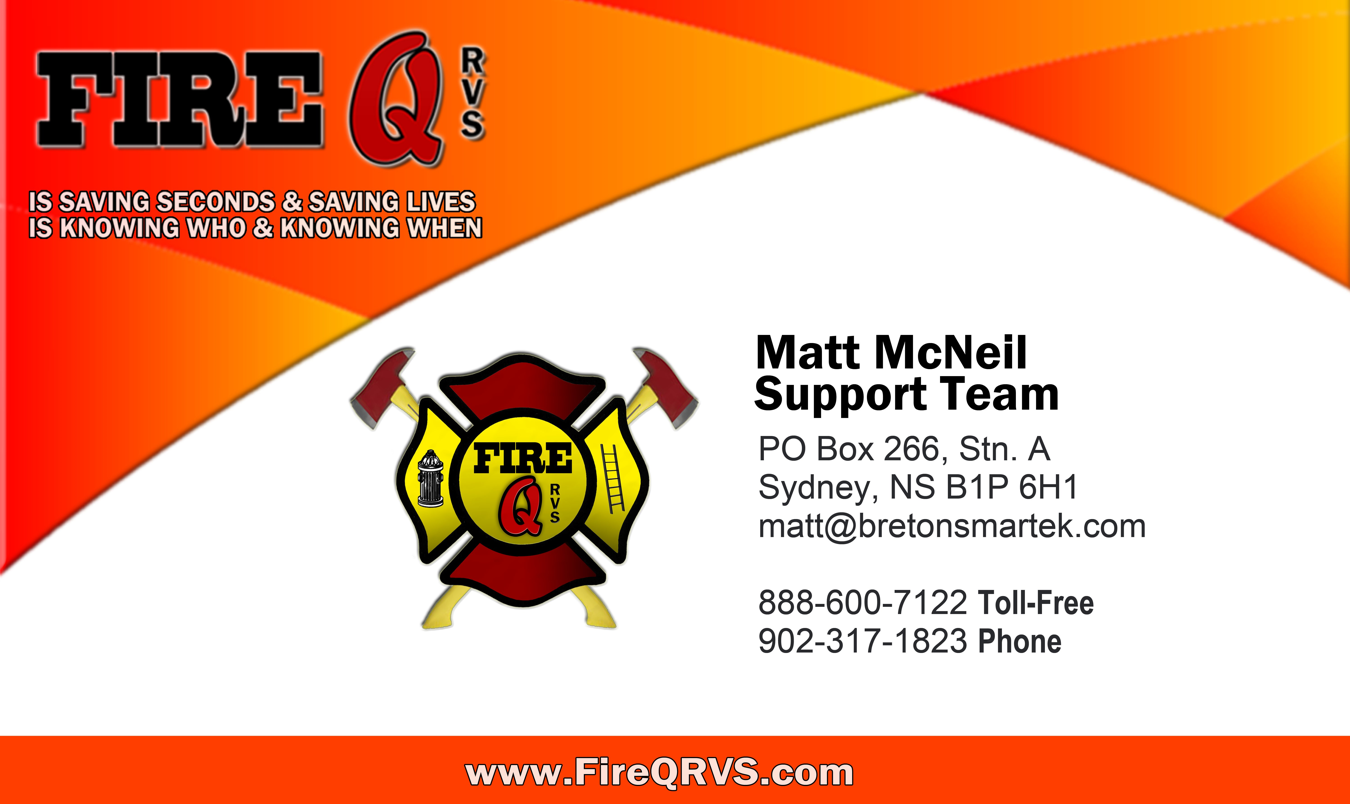 FIRE Q RVS
IS SAVING SECONDS & SAVING LIVES
IS KNOWING WHO & KNOWING WHEN
FIRE
Q RVS
Matt McNeil
Support Team
PO Box 266, Stn. A
Sydney, NS B1P 6H1
matt@bretonsmartek.com
888-600-7122 Toll-Free
902-317-1823 Phone
www.FireQRVS.com